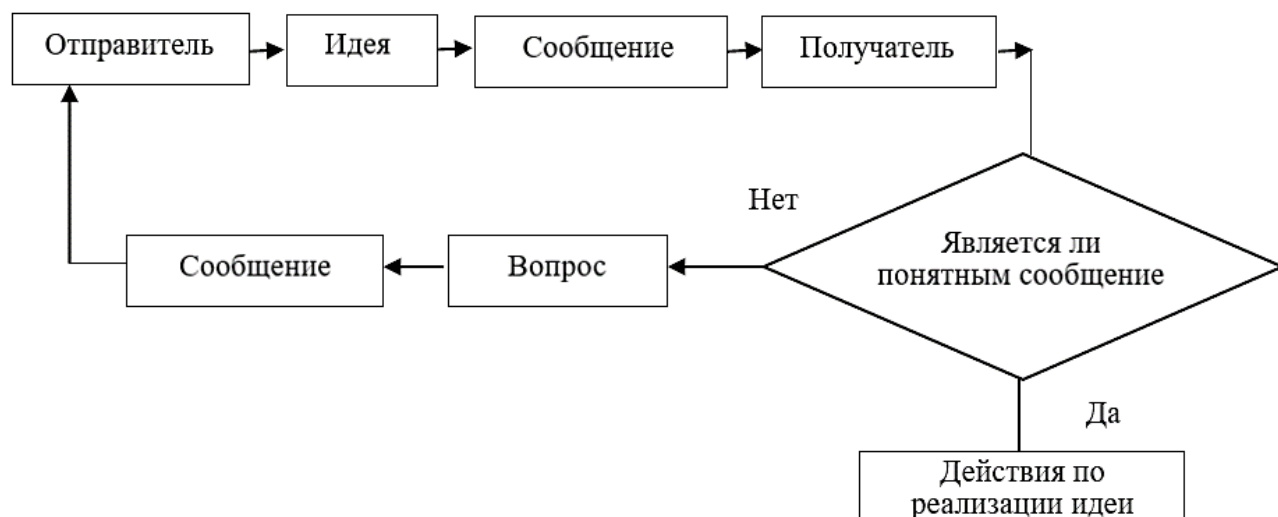 Отправитель
Идея
Сообщение
Получатель
Нет
Является ли
понятным сообщение
Вопрос
Сообщение
Да
Действия по
реализации идеи